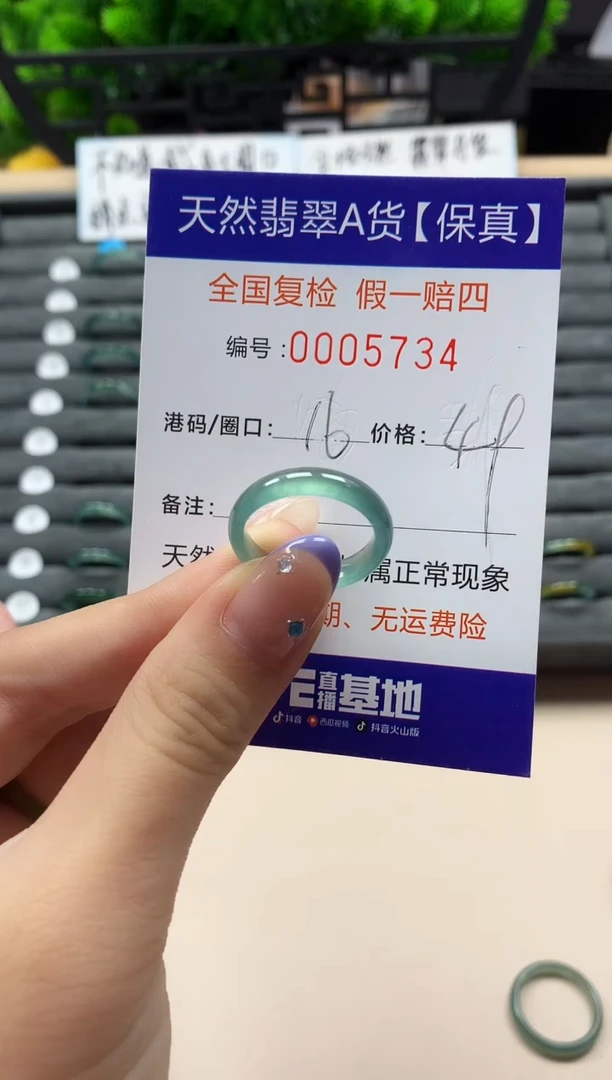 天然翡翠A货【保真】
全国复检 假一赔四
编号:0005734
港码/圈口: 16 价格: 49
备注:
天然 属正常现象
期、无运费险
直播基地
抖音 西瓜视频 抖音火山版